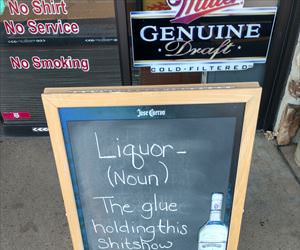 No Shirt
No Service
No Smoking
Miller
GENUINE
Draft
COLD-FILTERED
Jose Cuervo
Liquor-
(Noun)
The glue
holding this
Shitshow